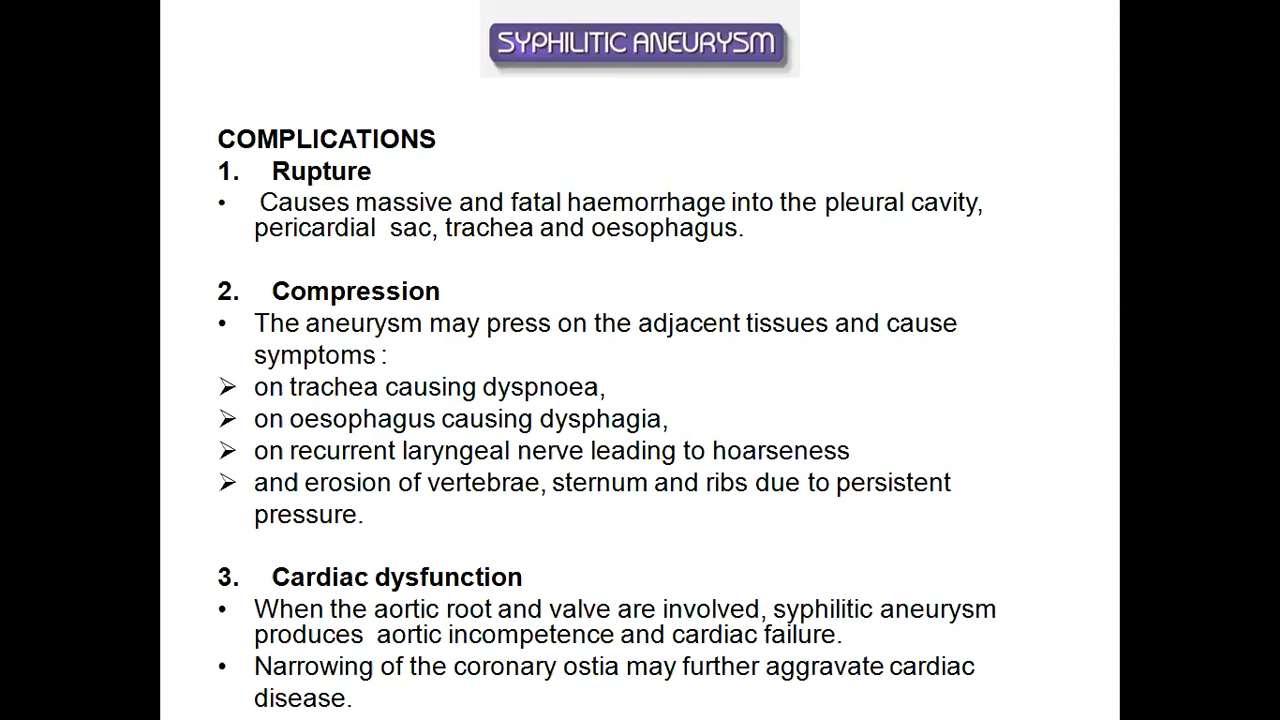 SYPHILITIC ANEURYSM
COMPLICATIONS
1. Rupture
• Causes massive and fatal haemorrhage into the pleural cavity,
pericardial sac, trachea and oesophagus.
2. Compression
• The aneurysm may press on the adjacent tissues and cause
symptoms :
➢ on trachea causing dyspnoea,
➢ on oesophagus causing dysphagia,
➢ on recurrent laryngeal nerve leading to hoarseness
➢ and erosion of vertebrae, sternum and ribs due to persistent
pressure.
3. Cardiac dysfunction
• When the aortic root and valve are involved, syphilitic aneurysm
produces aortic incompetence and cardiac failure.
• Narrowing of the coronary ostia may further aggravate cardiac
disease.